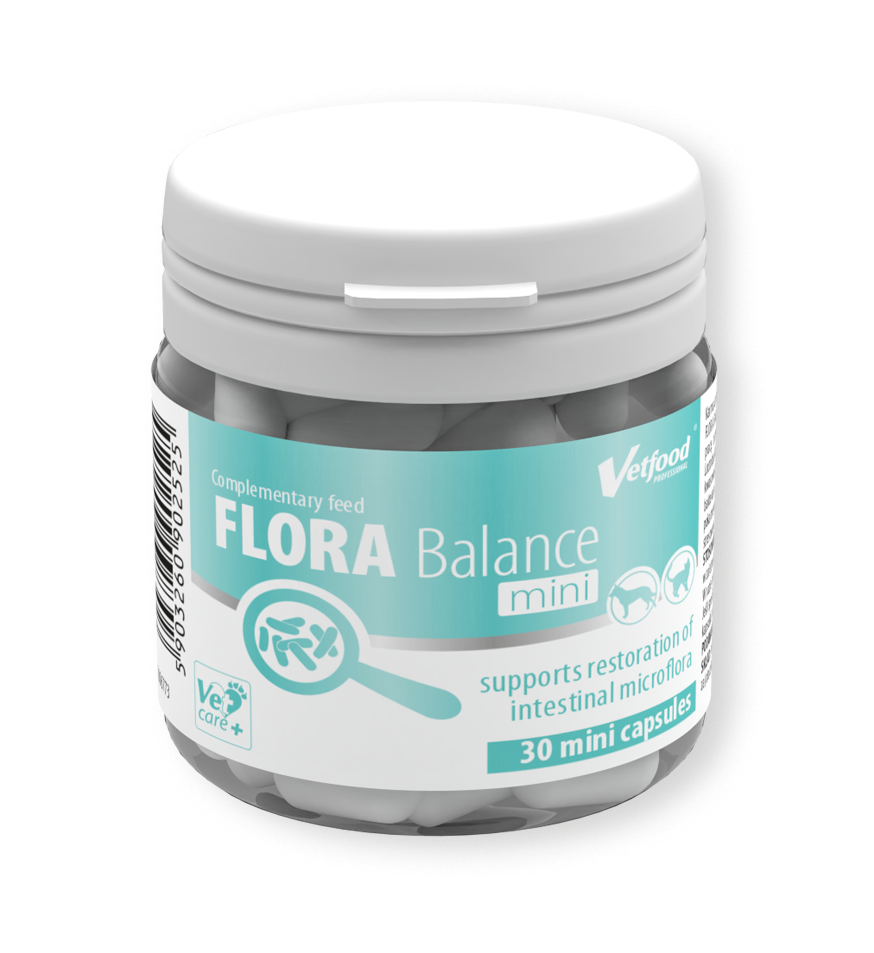 Complementary feed
FLORA Balance
mini
Vetfood®
PROFESSIONAL
supports restoration of
intestinal microflora
30 mini capsules
Vet
care +
5903260902525